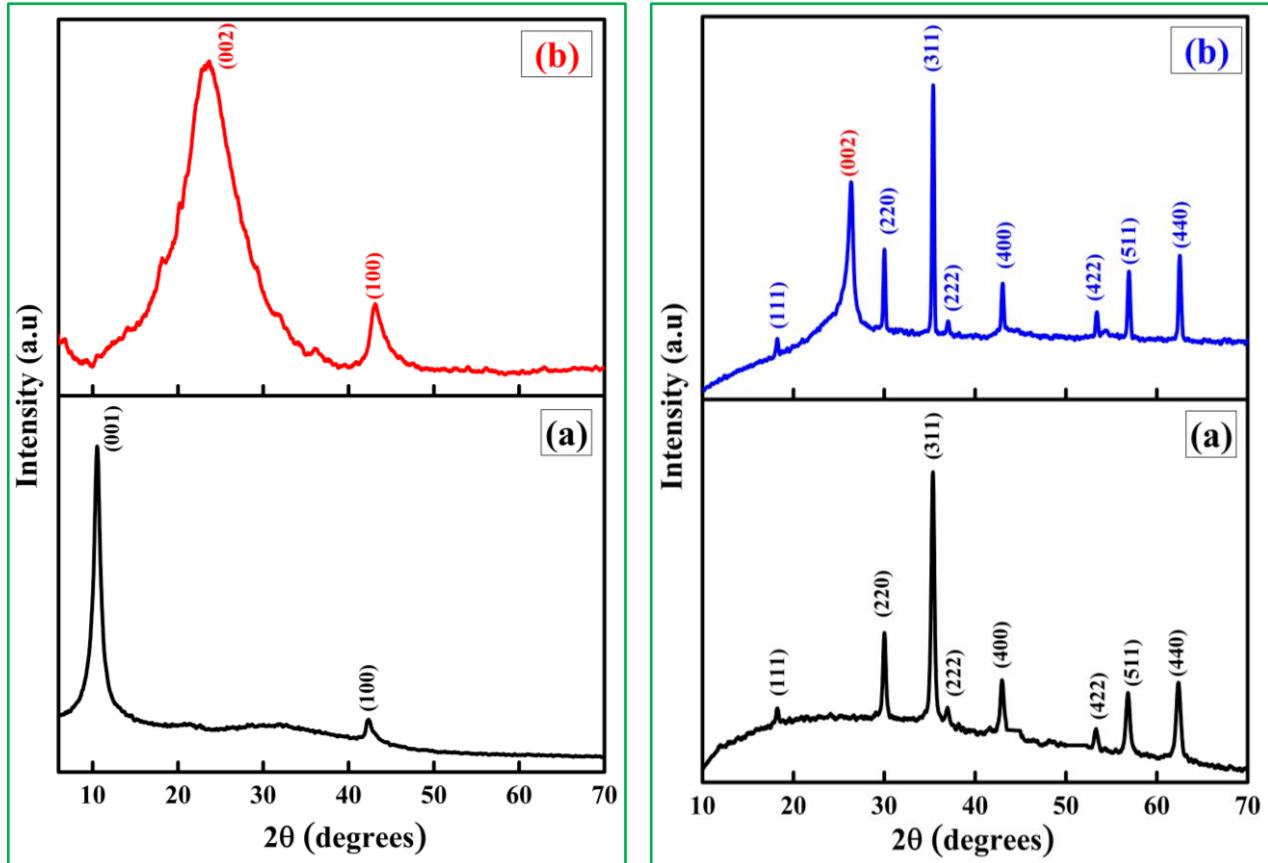 (b)
(002)
(100)
(a)
(001)
(100)
Intensity (a.u)
10 20 30 40 50 60 70
2θ (degrees)
(b)
(311)
(002)
(220)
(440)
(511)
(400)
(422)
(222)
(111)
(a)
(311)
(220)
(400)
(440)
(511)
(222)
(111)
(422)
Intensity (a.u)
10 20 30 40 50 60 70
2θ (degrees)